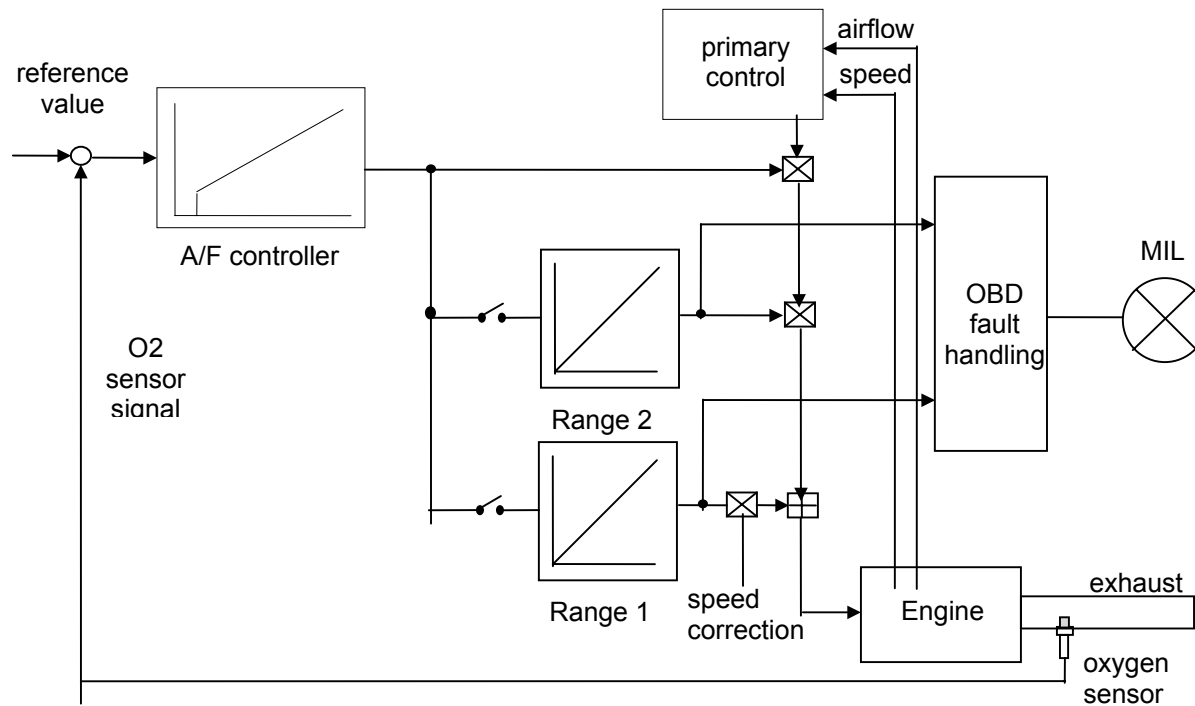 reference
value
A/F controller
primary
control
airflow
speed
O2
sensor
signal
Range 2
Range 1
speed
correction
OBD
fault
handling
MIL
Engine
exhaust
oxygen
sensor